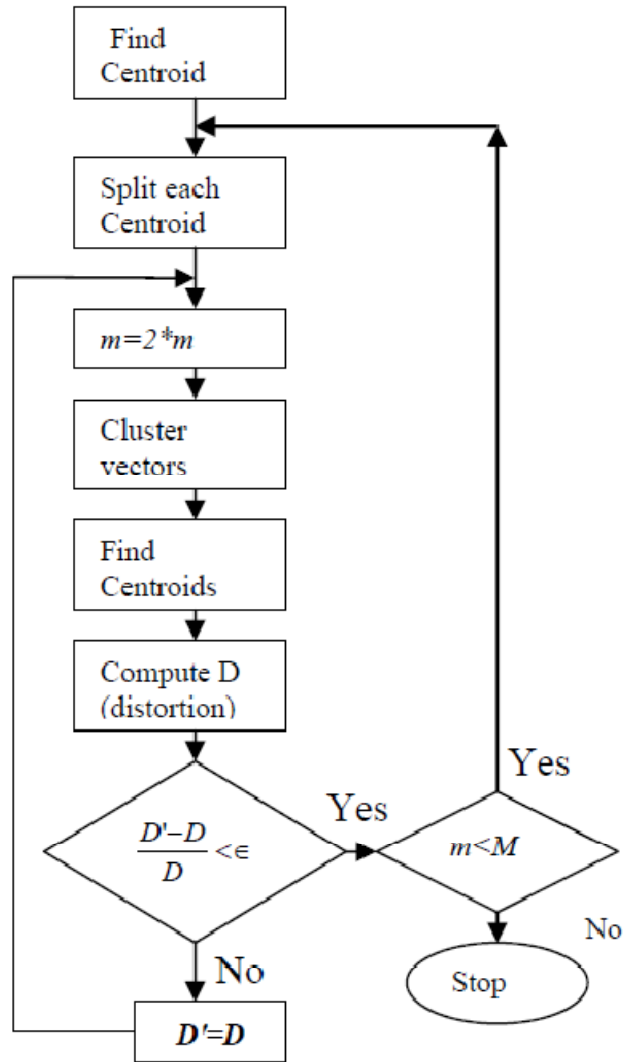 Find
Centroid
Split each
Centroid
m=2*m
Cluster
vectors
Find
Centroids
Compute D
(distortion)
D'-D
D
<∈
Yes
No
D'=D
Yes
m<M
No
Stop